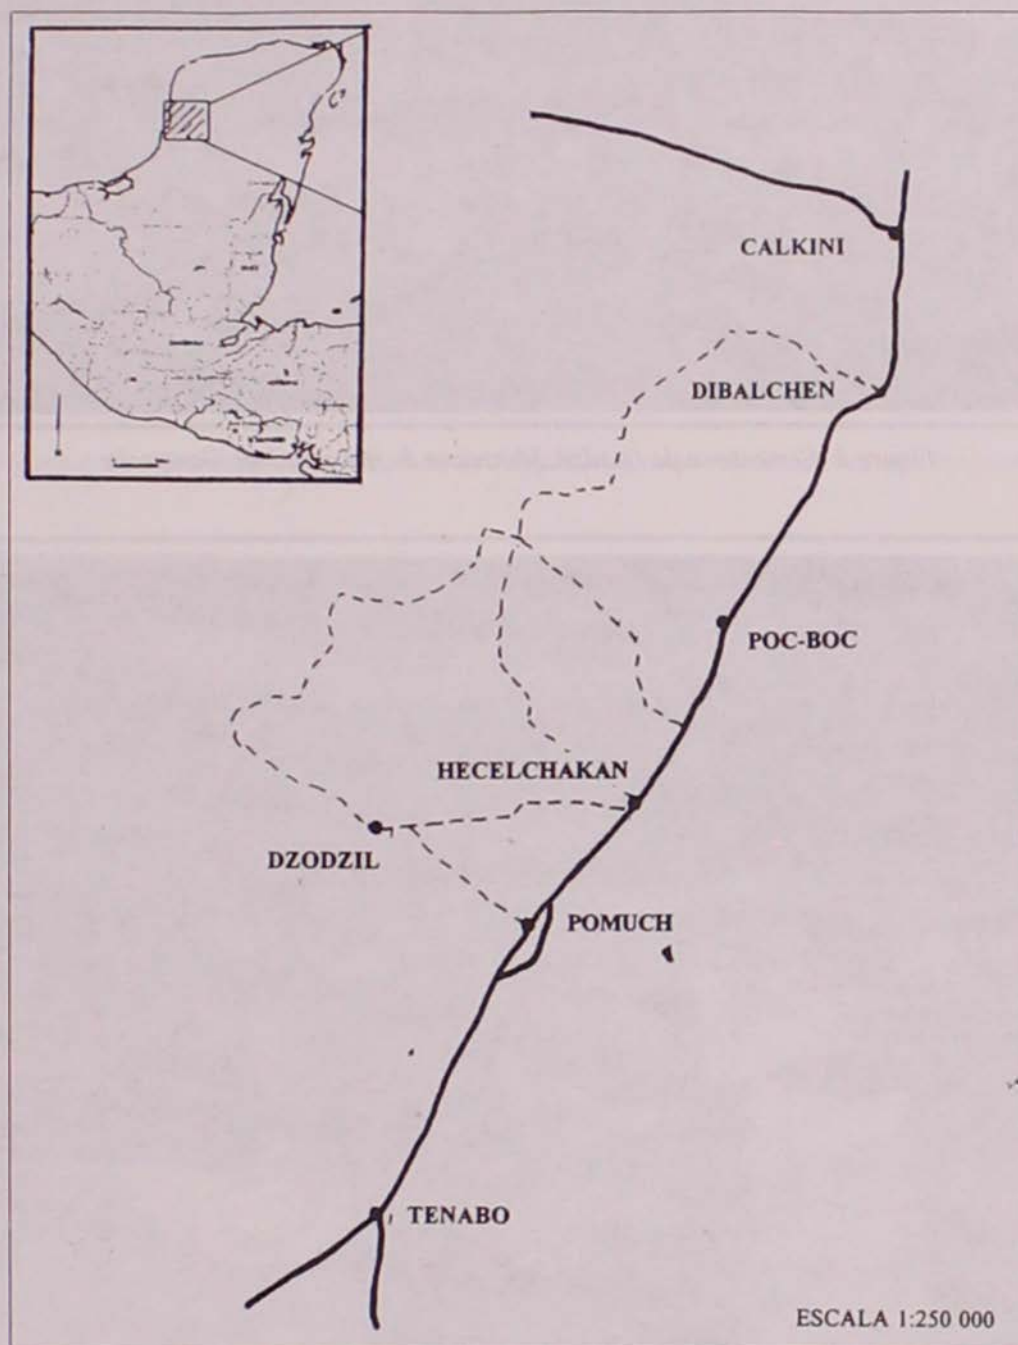 CALKINI
DIBALCHEN
POC-BOC
HECELCHAKAN
DZODZIL
POMUCH
TENABO
ESCALA 1:250 000